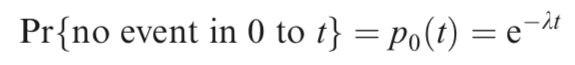 Pr{no event in 0 to t} = p₀(t) = e^{−λt}